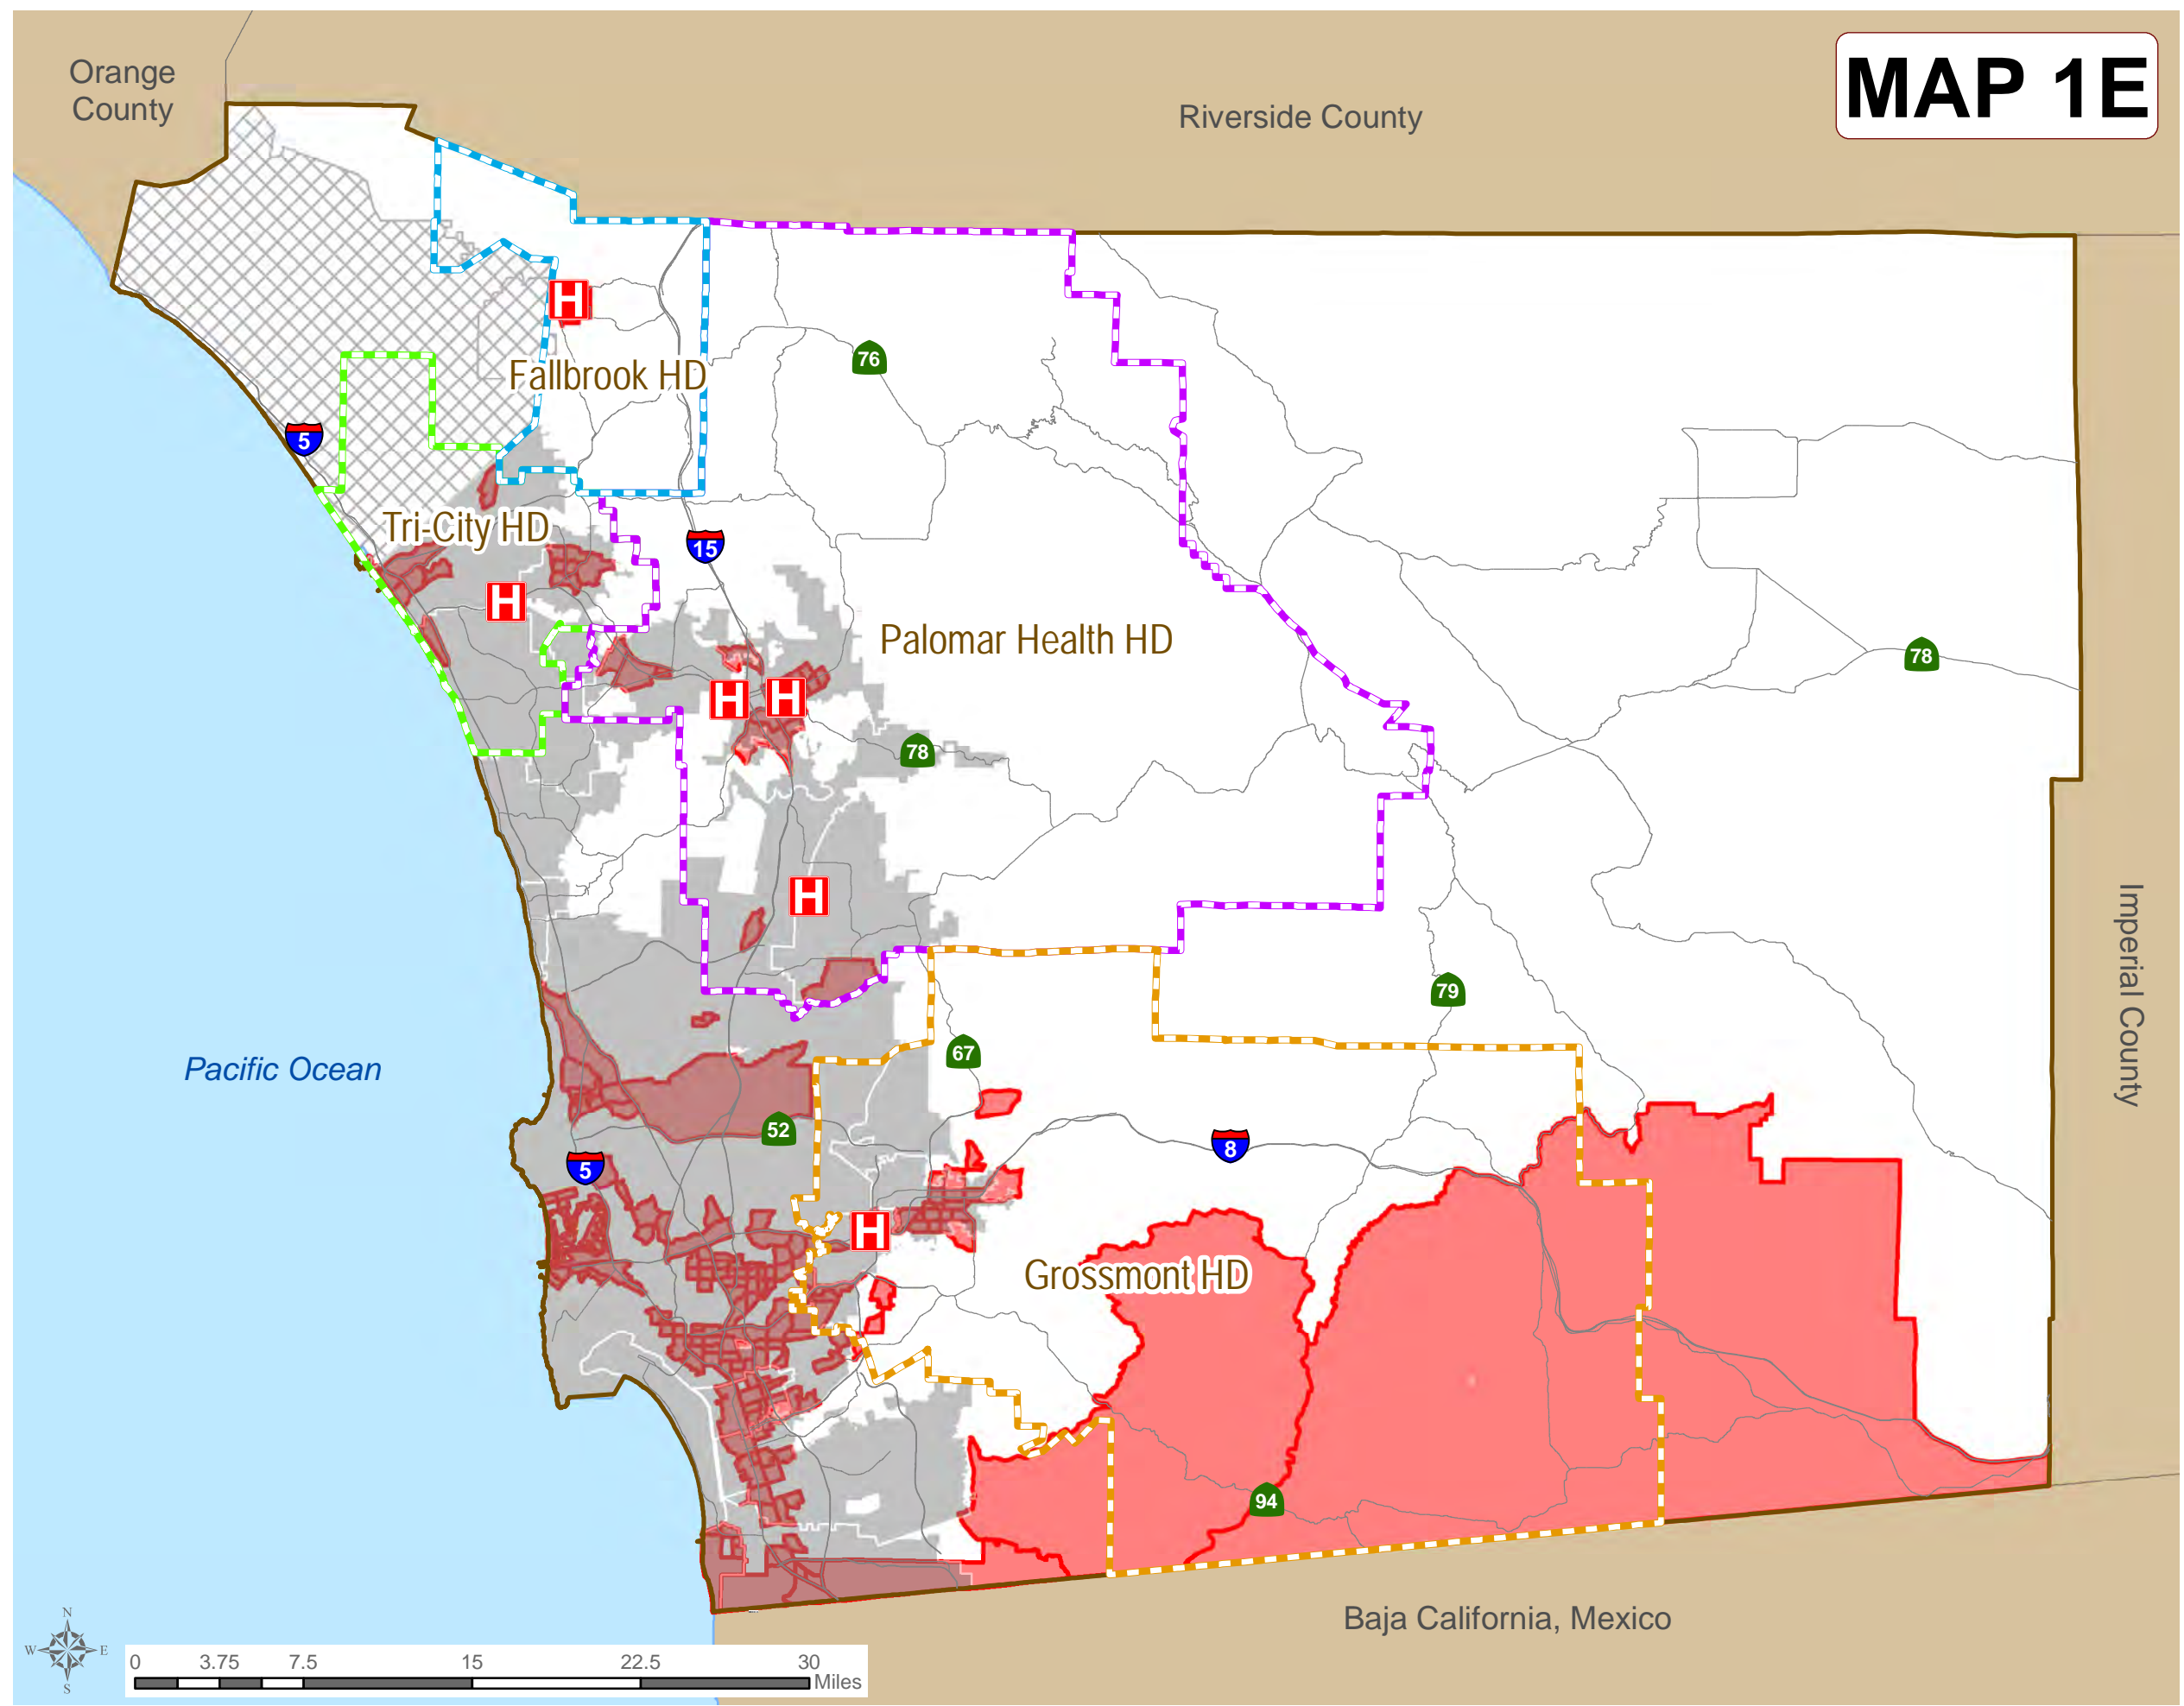 MAP 1E
Orange
County
Riverside County
H
76
Fallbrook HD
5
Tri-City HD
15
H
Palomar Health HD
78
H
H
78
H
Imperial County
79
67
Pacific Ocean
52
8
5
H
Grossmont HD
94
Baja California, Mexico
N
W E
S
0 3.75 7.5 15 22.5 30
Miles